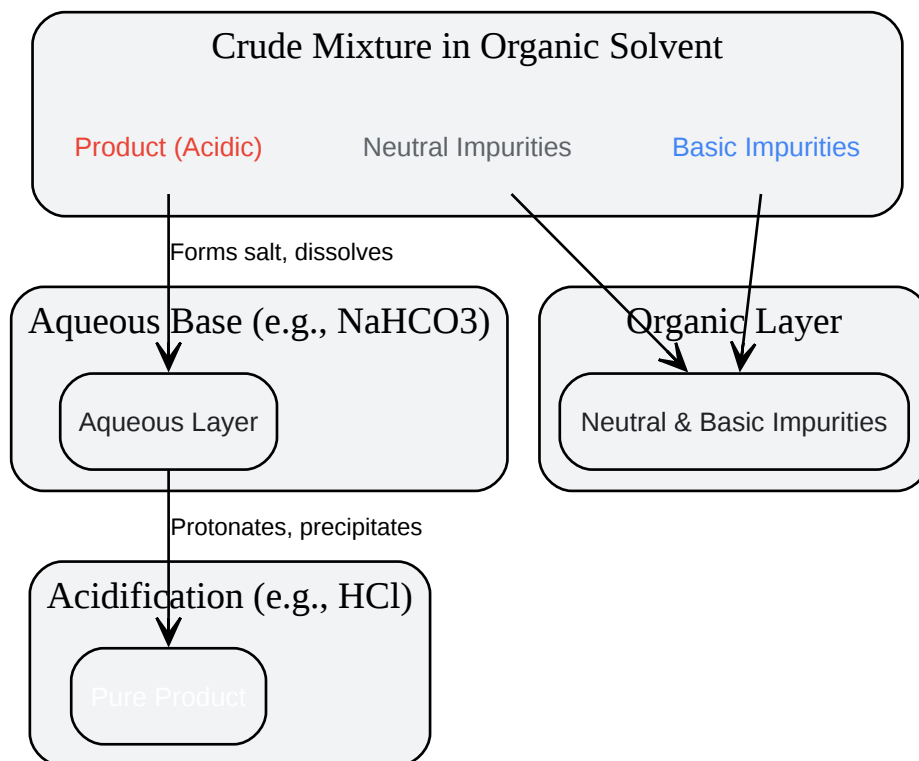 Crude Mixture in Organic Solvent
Product (Acidic)
Neutral Impurities
Basic Impurities
Forms salt, dissolves
Aqueous Base (e.g., NaHCO3)
Organic Layer
Aqueous Layer
Neutral & Basic Impurities
Protonates, precipitates
Acidification (e.g., HCl)
Pure Product